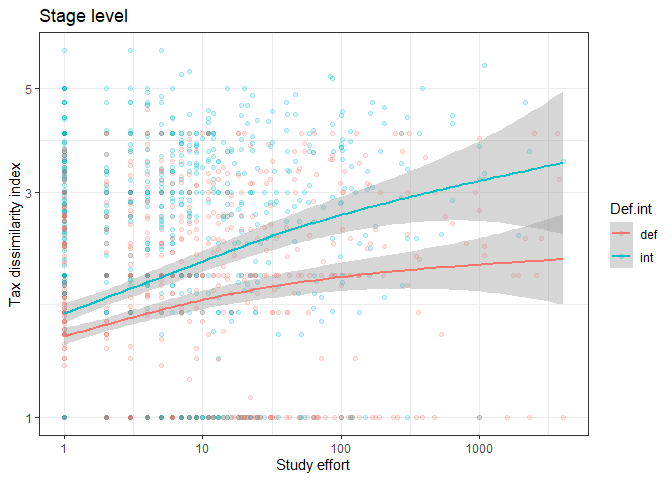 Stage level
Tax dissimilarity index
5
3
1
1
10
100
1000
Study effort
Def.int
def
int